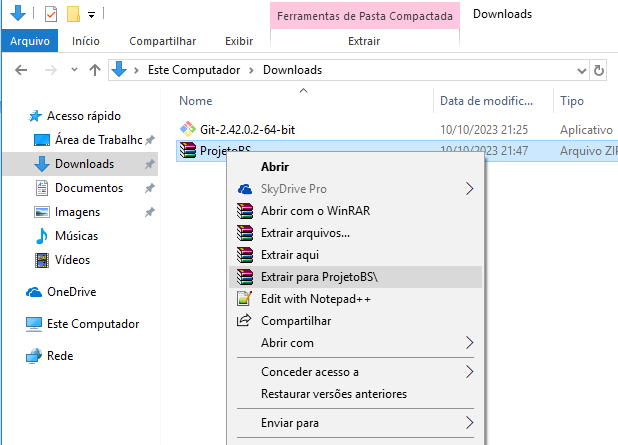 Ferramentas de Pasta Compactada Downloads
Arquivo Início Compartilhar Exibir Extrair
Este Computador Downloads
Nome Data de modific... Tipo
Acesso rápido
Git-2.42.0.2-64-bit 10/10/2023 21:25 Aplicativo
Área de Trabalho
ProjetoBS 10/10/2023 21:47 Arquivo ZIP
Downloads
Documentos
Imagens
Músicas
Vídeos
OneDrive
Este Computador
Rede
Abrir
SkyDrive Pro
Abrir com o WinRAR
Extrair arquivos...
Extrair aqui
Extrair para ProjetoBS\
Edit with Notepad++
Compartilhar
Abrir com
Conceder acesso a
Restaurar versões anteriores
Enviar para